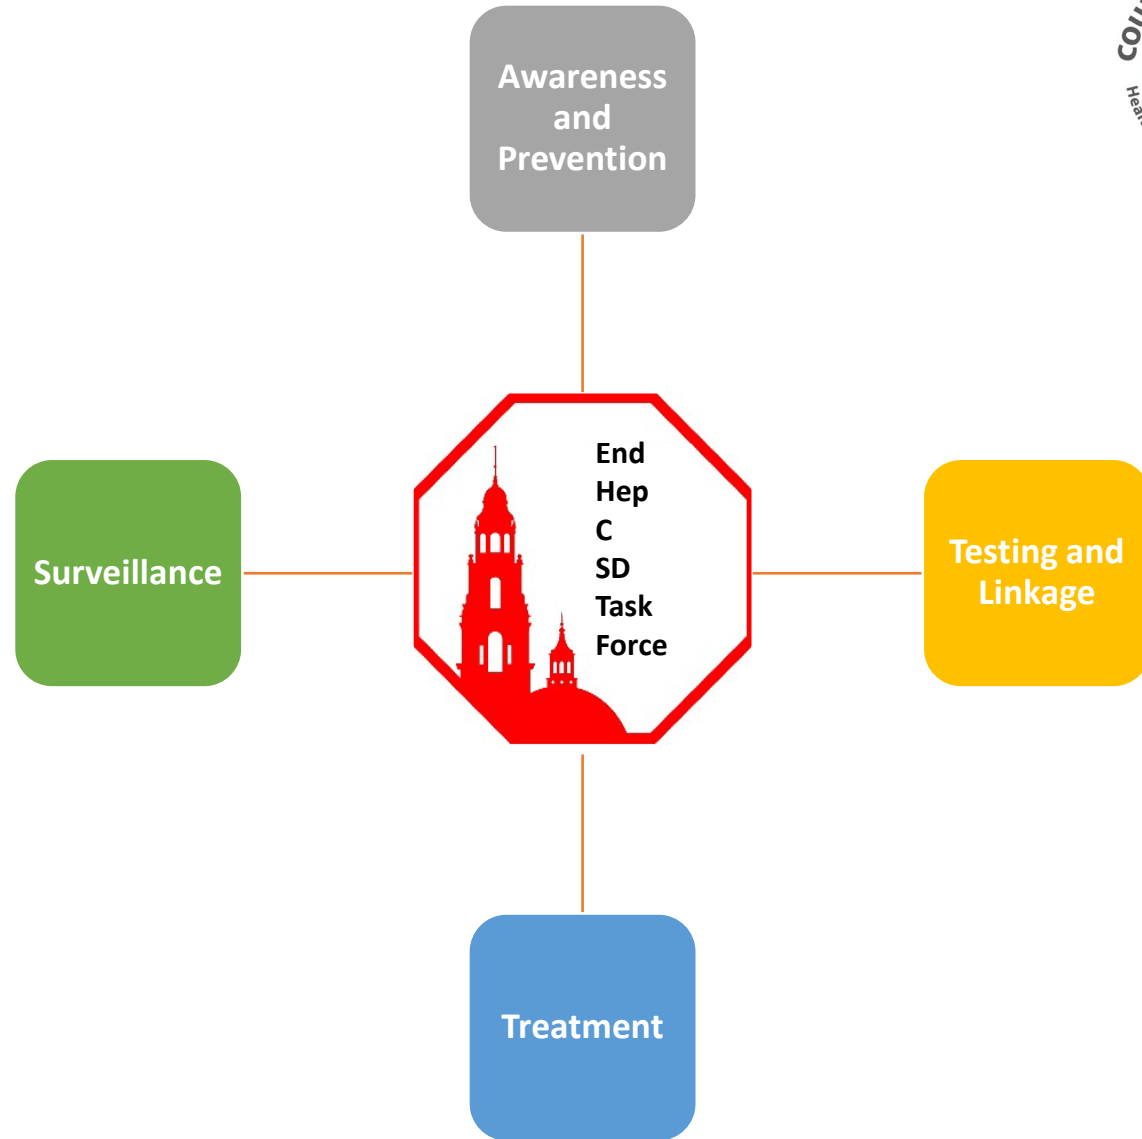 Awareness
and
Prevention
End
Hep
C
SD
Task
Force
Surveillance
Testing and
Linkage
Treatment